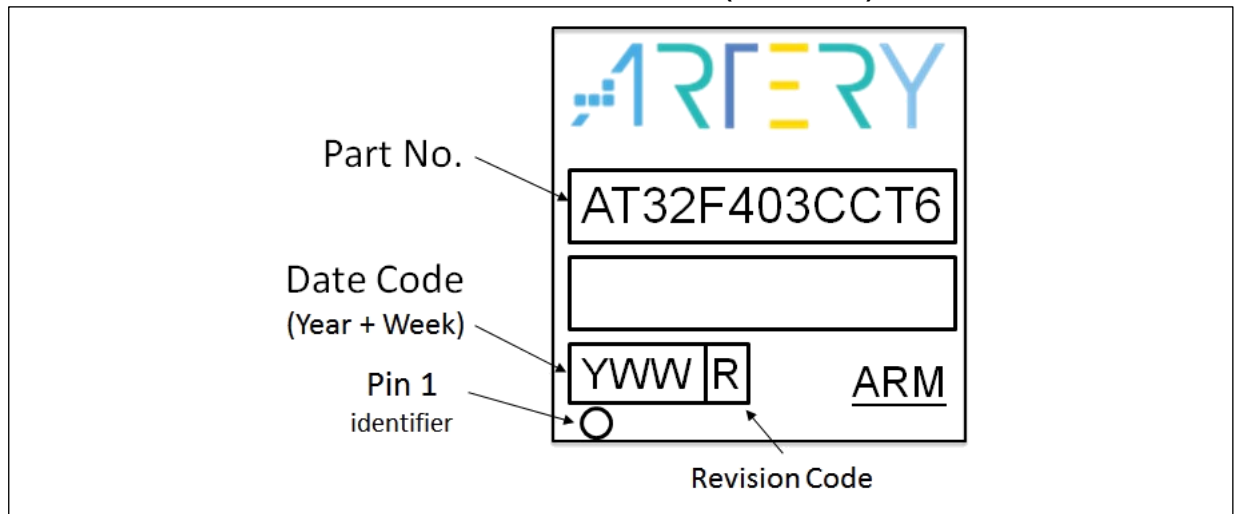 ARTERY
Part No.
AT32F403CCT6
Date Code
(Year + Week)
YWW R
ARM
Pin 1
identifier
Revision Code